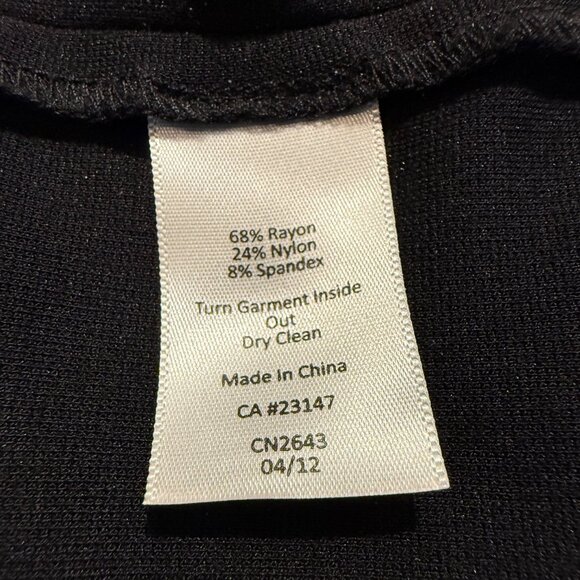 68% Rayon
24% Nylon
8% Spandex
Turn Garment Inside
Out
Dry Clean
Made In China
CA #23147
CN2643
04/12